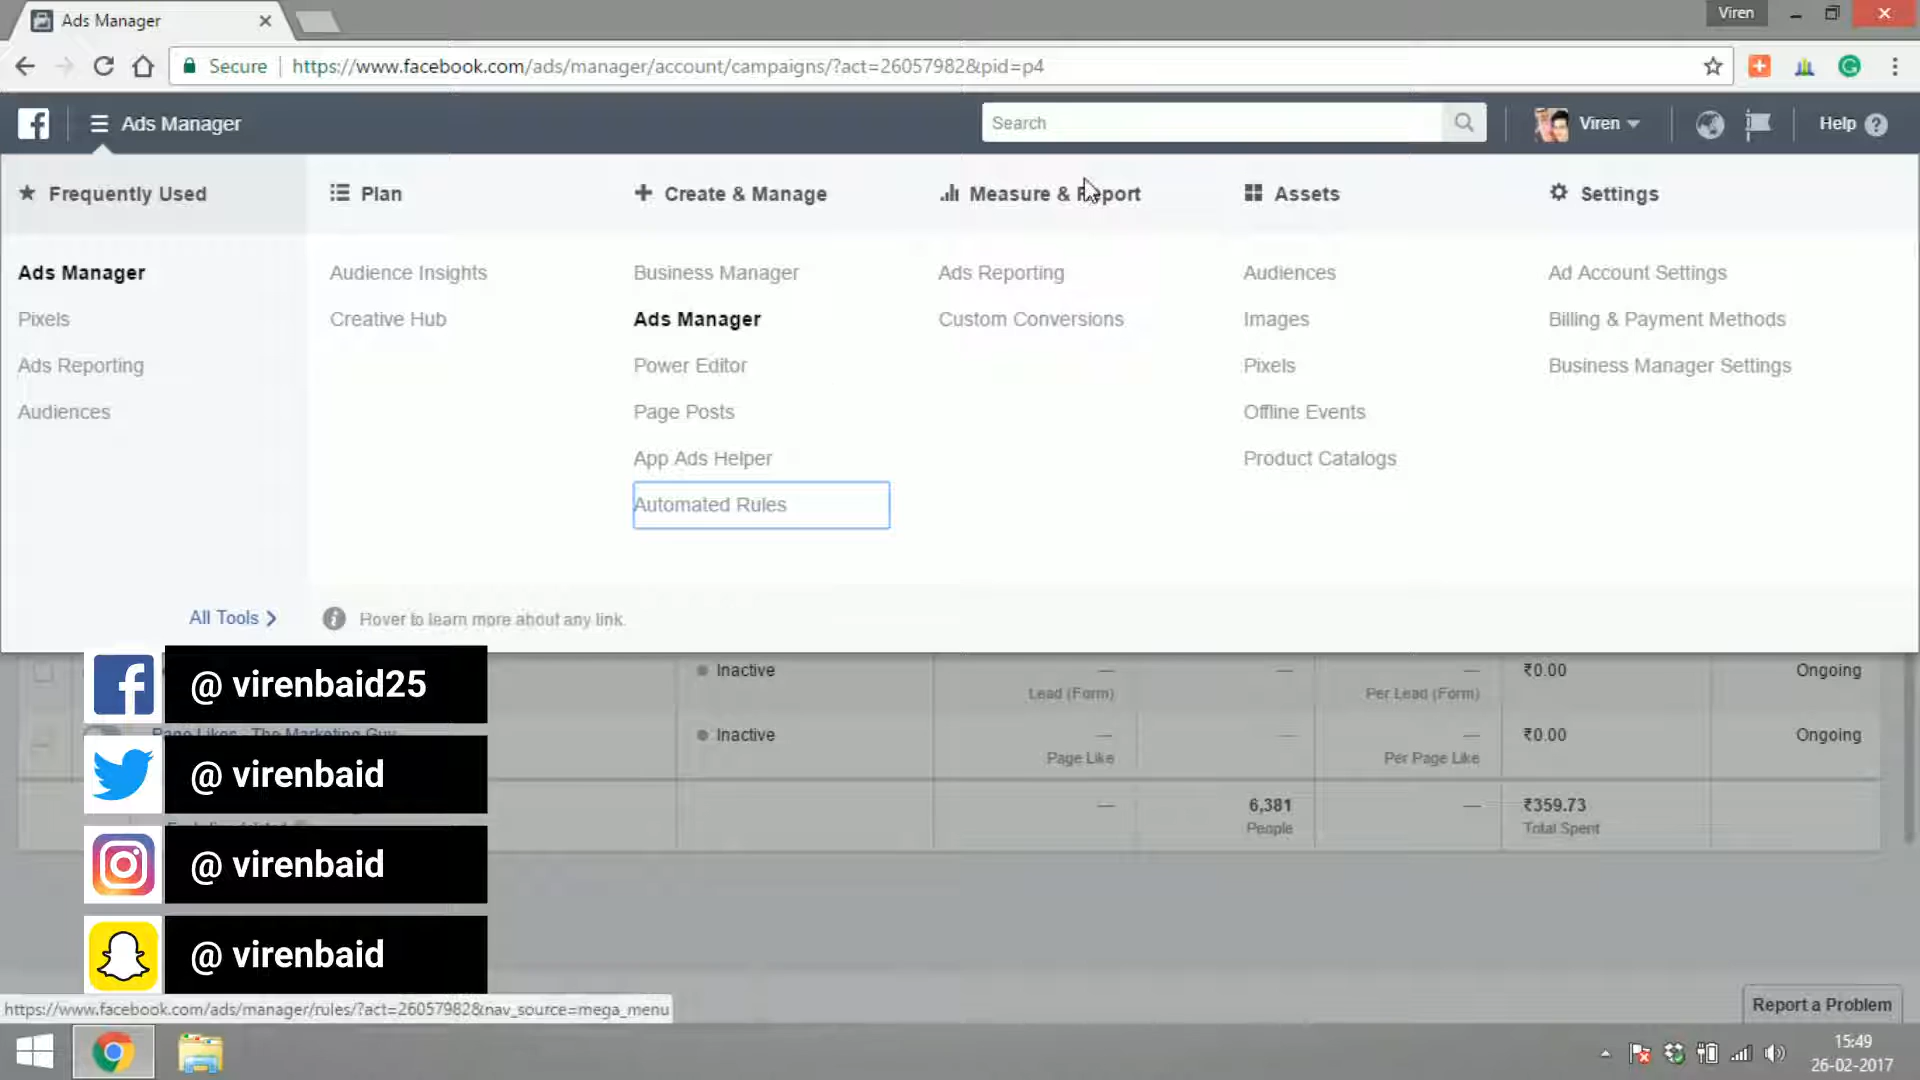 Ads Manager
Viren
Secure
https://www.facebook.com/ads/manager/account/campaigns/?act=26057982&pid=p4
Ads Manager
Search
Viren
Help
Frequently Used
Plan
Create & Manage
Measure & Report
Assets
Settings
Ads Manager
Pixels
Ads Reporting
Audiences
All Tools
Audience Insights
Creative Hub
Business Manager
Ads Manager
Power Editor
Page Posts
App Ads Helper
Automated Rules
Ads Reporting
Custom Conversions
Audiences
Images
Pixels
Offline Events
Product Catalogs
Ad Account Settings
Billing & Payment Methods
Business Manager Settings
Hover to learn more about any link.
Inactive
—
—
—
₹0.00
Ongoing
Lead (Form)
Per Lead (Form)
Page Likes - The Marketing Guy
Inactive
—
—
—
₹0.00
Ongoing
Page Like
Per Page Like
—
6,381
—
₹359.73
People
Total Spent
@ virenbaid25
@ virenbaid
@ virenbaid
@ virenbaid
https://www.facebook.com/ads/manager/rules/?act=26057982&nav_source=mega_menu
Report a Problem
15:49
26-02-2017